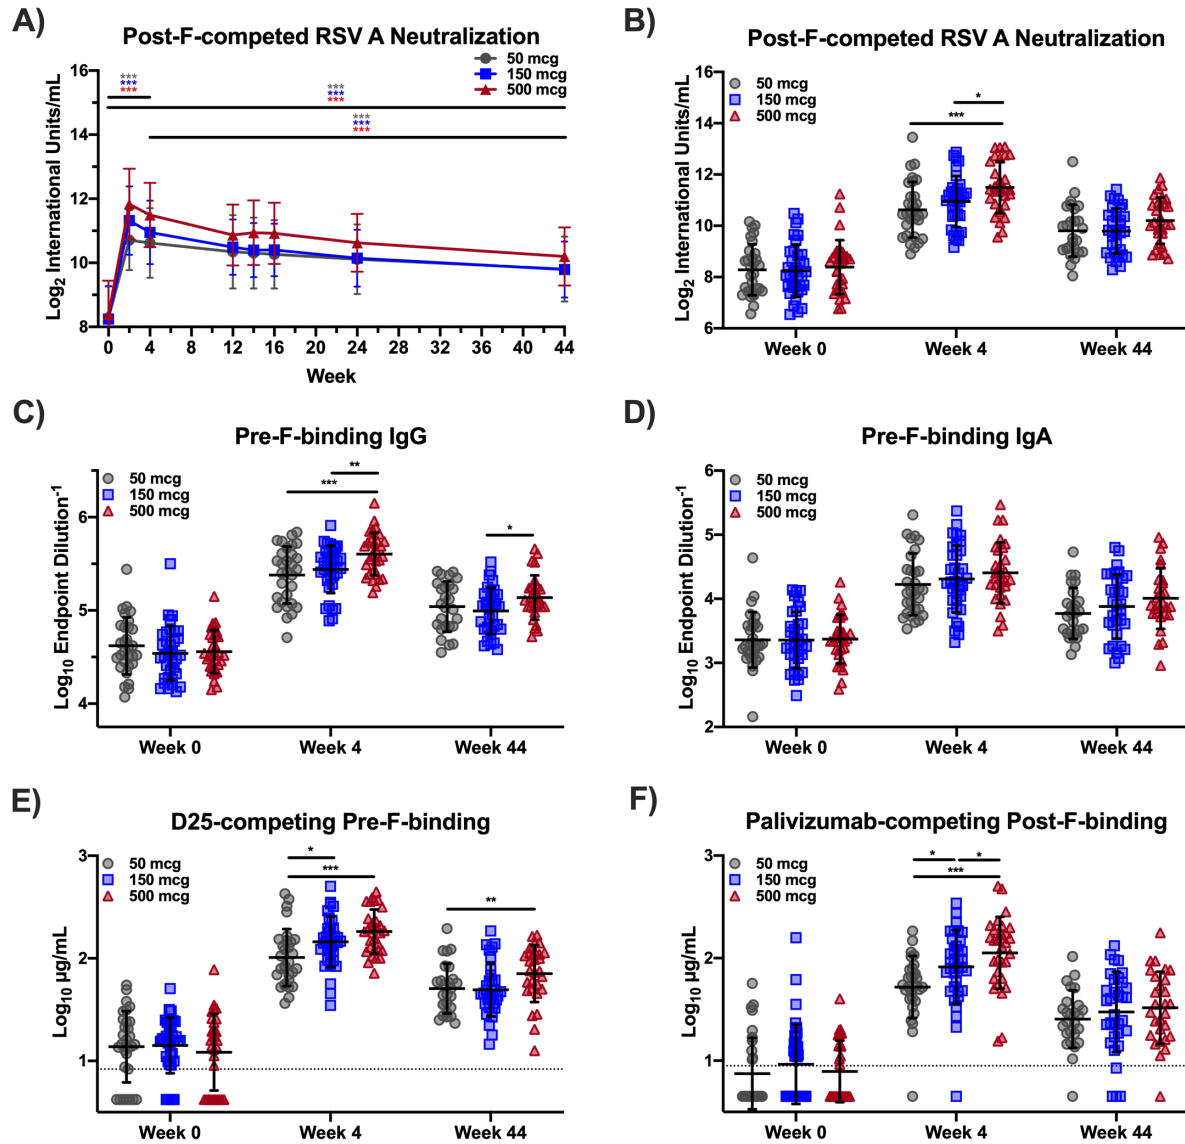 A)
Post-F-competed RSV A Neutralization
50 mcg
150 mcg
500 mcg
Log2 International Units/mL
16
14
12
10
8
***
***
***
***
***
***
***
***
***
0 4 8 12 16 20 24 28 32 36 40 44
Week
B)
Post-F-competed RSV A Neutralization
50 mcg
150 mcg
500 mcg
Log2 International Units/mL
16
14
12
10
8
6
*
***
Week 0 Week 4 Week 44
C)
Pre-F-binding IgG
50 mcg
150 mcg
500 mcg
Log10 Endpoint Dilution-1
6
5
4
**
***
*
Week 0 Week 4 Week 44
D)
Pre-F-binding IgA
50 mcg
150 mcg
500 mcg
Log10 Endpoint Dilution-1
6
5
4
3
2
Week 0 Week 4 Week 44
E)
D25-competing Pre-F-binding
50 mcg
150 mcg
500 mcg
Log10 µg/mL
3
2
1
*
***
**
Week 0 Week 4 Week 44
F)
Palivizumab-competing Post-F-binding
50 mcg
150 mcg
500 mcg
Log10 µg/mL
3
2
1
* *
***
Week 0 Week 4 Week 44